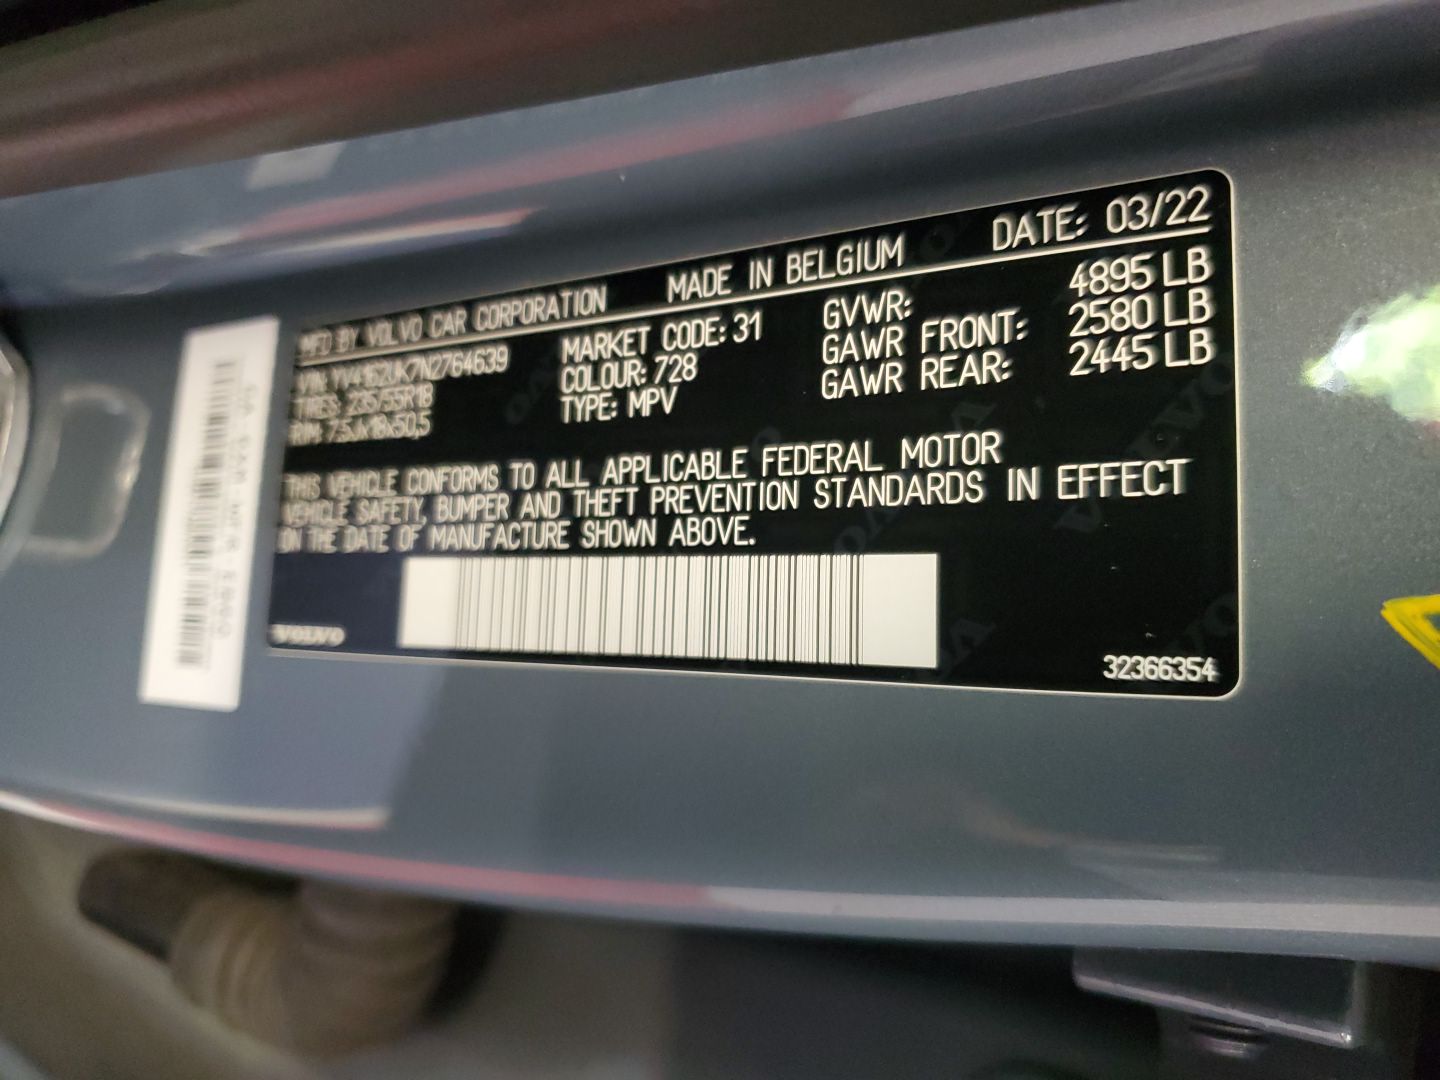 MFD BY VOLVO CAR CORPORATION MADE IN BELGIUM DATE: 03/22
VIN: YV4162UK7N2764639 MARKET CODE: 31 GVWR: 4895 LB
TIRES: 235/55R18 COLOUR: 728 GAWR FRONT: 2580 LB
RIM: 7.5Jx18x50,5 TYPE: MPV GAWR REAR: 2445 LB
THIS VEHICLE CONFORMS TO ALL APPLICABLE FEDERAL MOTOR
VEHICLE SAFETY, BUMPER AND THEFT PREVENTION STANDARDS IN EFFECT
ON THE DATE OF MANUFACTURE SHOWN ABOVE.
VOLVO
32366354